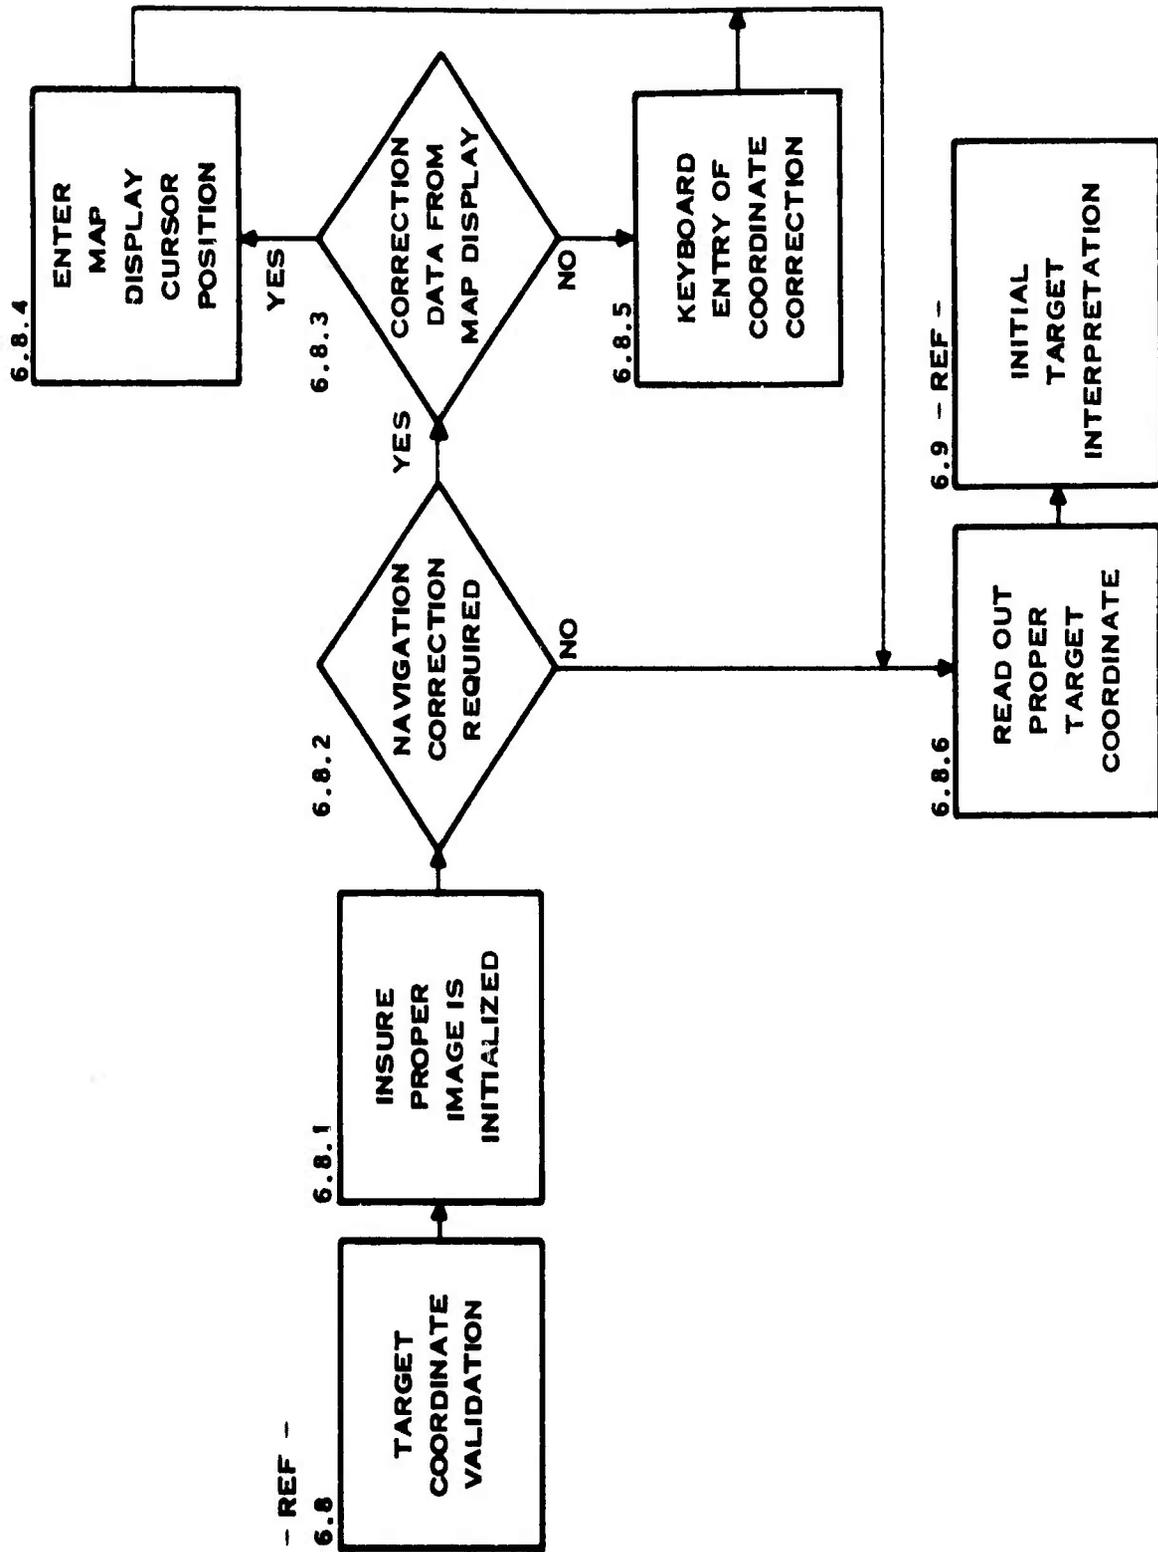 - REF -
6.8
TARGET
COORDINATE
VALIDATION
6.8.1
INSURE
PROPER
IMAGE IS
INITIALIZED
6.8.2
NAVIGATION
CORRECTION
REQUIRED
YES
NO
6.8.3
CORRECTION
DATA FROM
MAP DISPLAY
YES
NO
6.8.4
ENTER
MAP
DISPLAY
CURSOR
POSITION
6.8.5
KEYBOARD
ENTRY OF
COORDINATE
CORRECTION
6.8.6
READ OUT
PROPER
TARGET
COORDINATE
6.9 - REF -
INITIAL
TARGET
INTERPRETATION